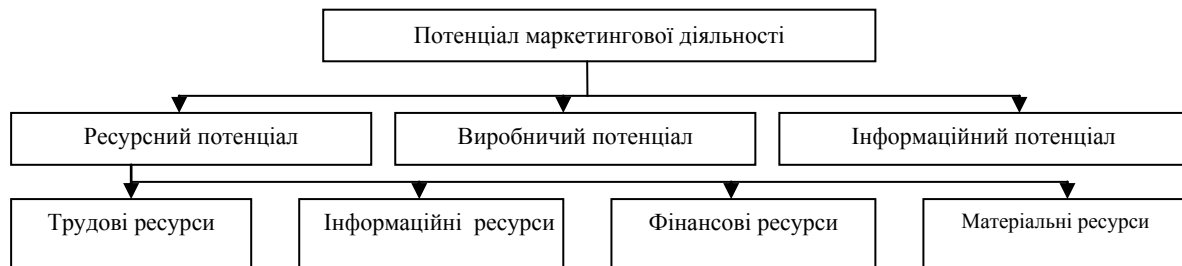 Потенціал маркетингової діяльності
Ресурсний потенціал
Виробничий потенціал
Інформаційний потенціал
Трудові ресурси
Інформаційні ресурси
Фінансові ресурси
Матеріальні ресурси